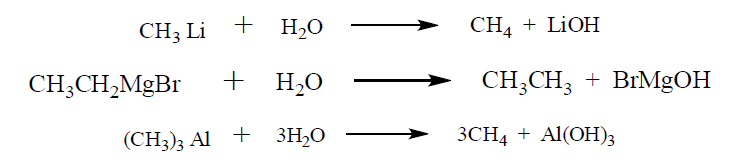 CH₃ Li + H₂O ⟶ CH₄ + LiOH
CH₃CH₂MgBr + H₂O ⟶ CH₃CH₃ + BrMgOH
(CH₃)₃ Al + 3H₂O ⟶ 3CH₄ + Al(OH)₃